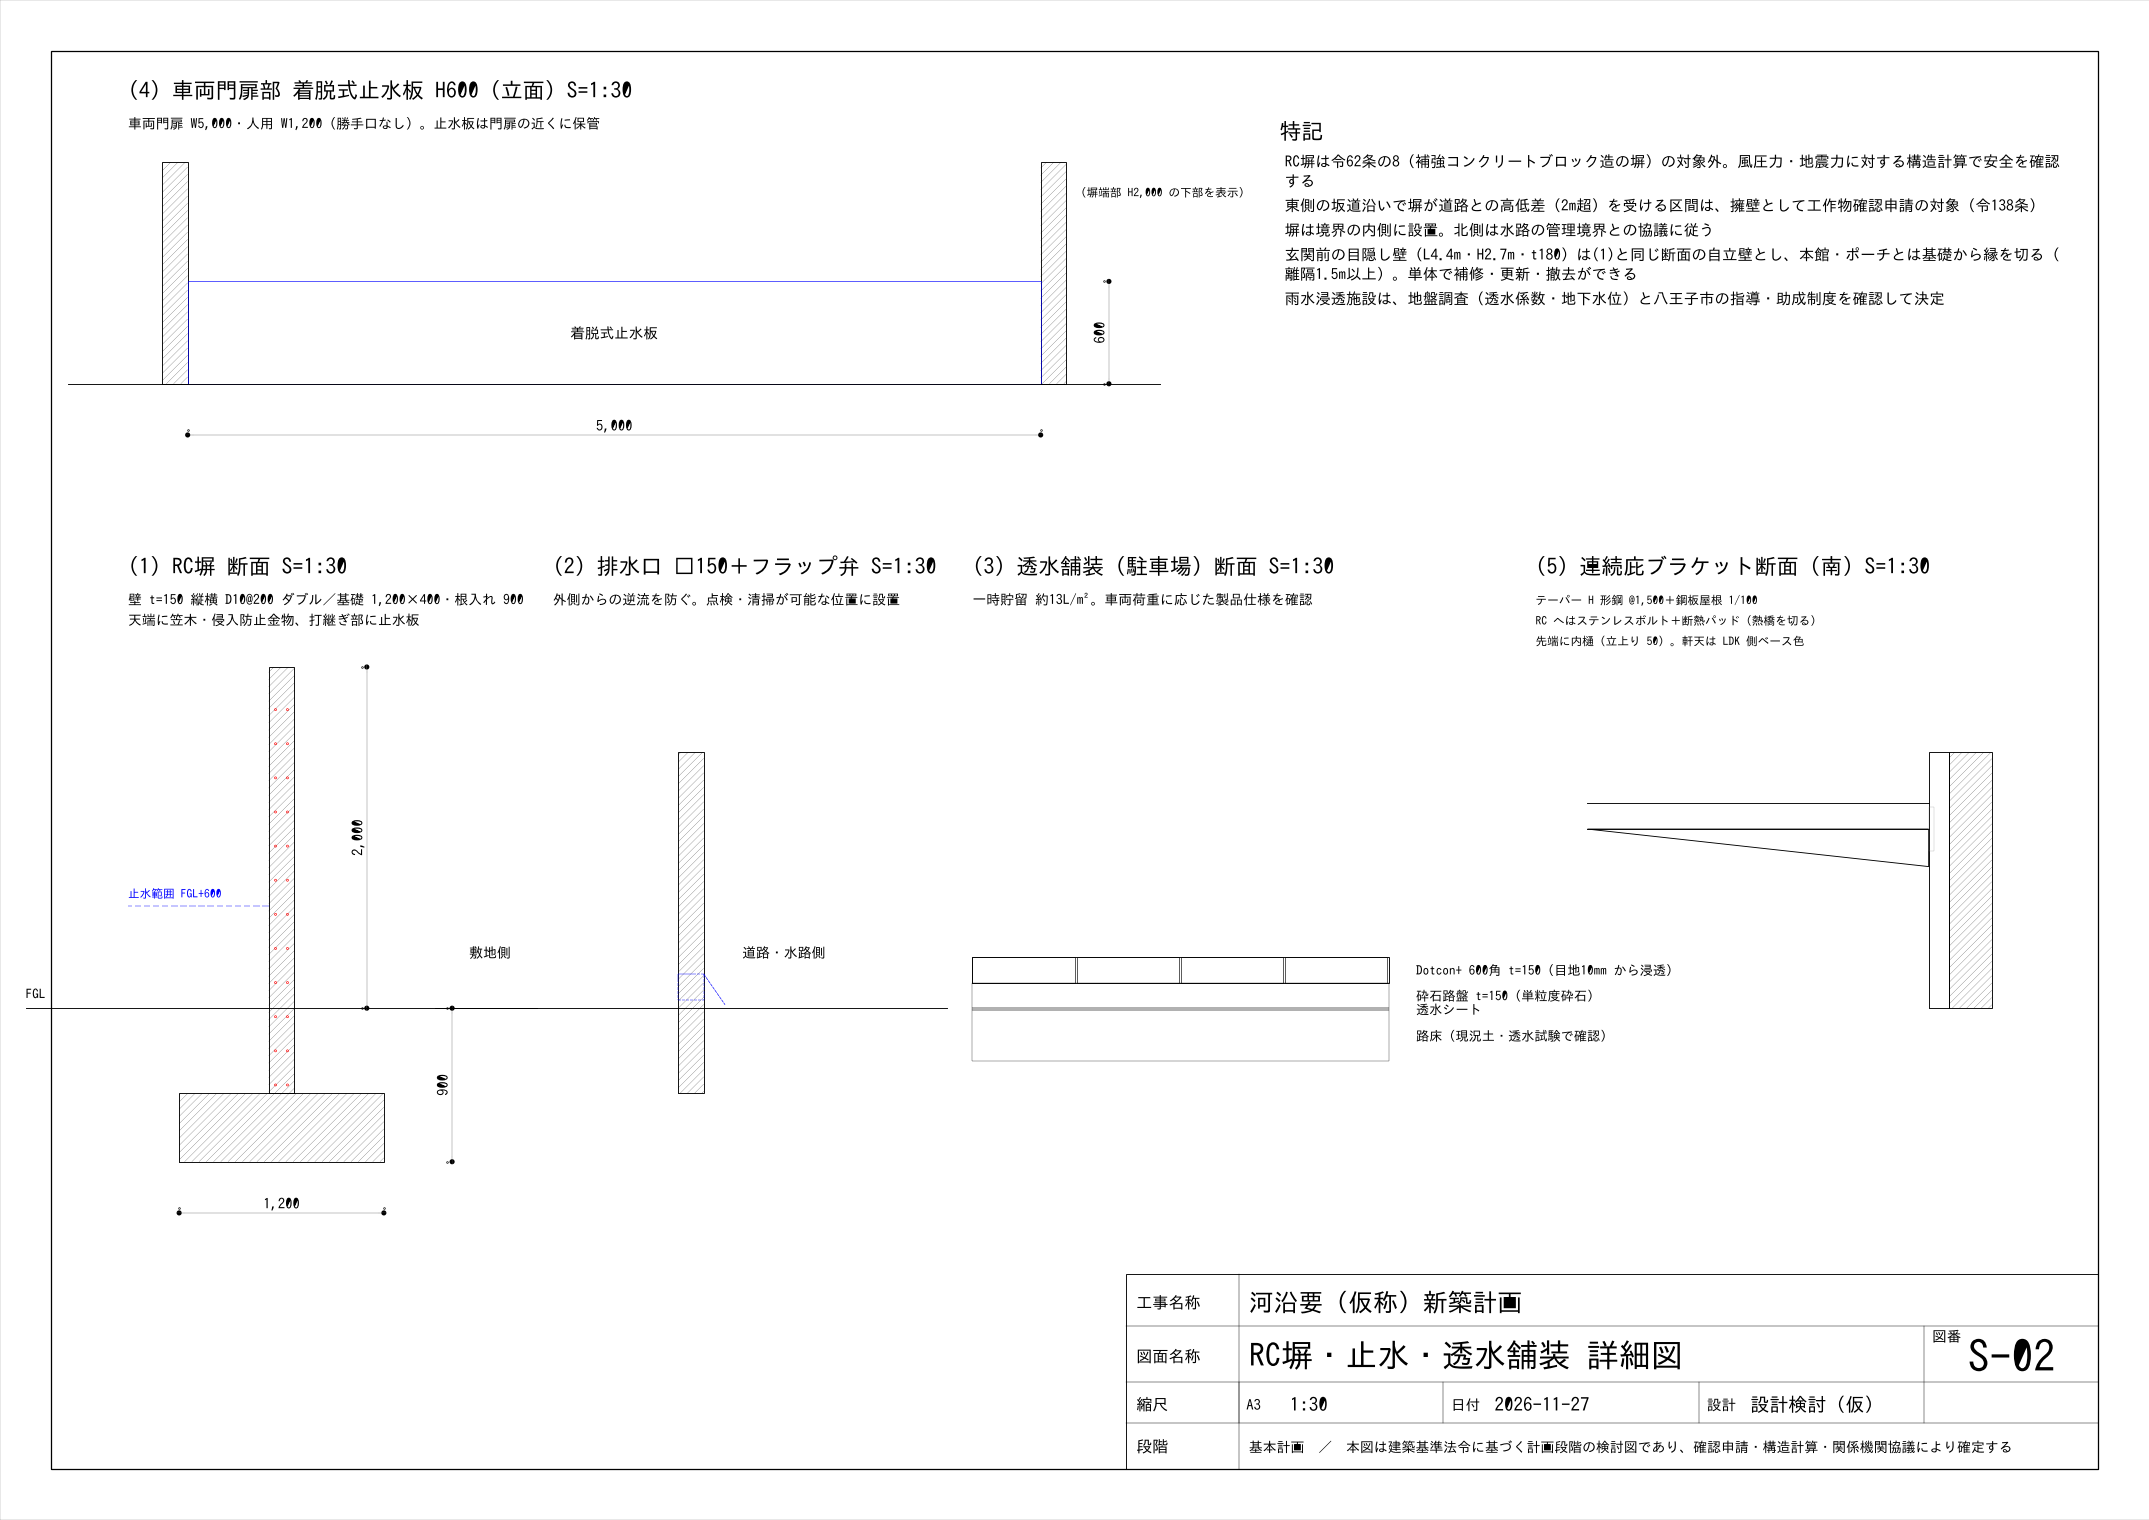 (4) 車両門扉部 着脱式止水板 H600（立面）S=1:30
車両門扉 W5,000・人用 W1,200（勝手口なし）。止水板は門扉の近くに保管
（塀端部 H2,000 の下部を表示）
着脱式止水板
600
5,000
特記
RC塀は令62条の8（補強コンクリートブロック造の塀）の対象外。風圧力・地震力に対する構造計算で安全を確認
する
東側の坂道沿いで塀が道路との高低差（2m超）を受ける区間は、擁壁として工作物確認申請の対象（令138条）
塀は境界の内側に設置。北側は水路の管理境界との協議に従う
玄関前の目隠し壁（L4.4m・H2.7m・t180）は(1)と同じ断面の自立壁とし、本館・ポーチとは基礎から縁を切る（
離隔1.5m以上）。単体で補修・更新・撤去ができる
雨水浸透施設は、地盤調査（透水係数・地下水位）と八王子市の指導・助成制度を確認して決定
(1) RC塀 断面 S=1:30
壁 t=150 縦横 D10@200 ダブル／基礎 1,200×400・根入れ 900
天端に笠木・侵入防止金物、打継ぎ部に止水板
2,000
止水範囲 FGL+600
FGL
敷地側
900
1,200
(2) 排水口 □150＋フラップ弁 S=1:30
外側からの逆流を防ぐ。点検・清掃が可能な位置に設置
道路・水路側
(3) 透水舗装（駐車場）断面 S=1:30
一時貯留 約13L/㎡。車両荷重に応じた製品仕様を確認
Dotcon+ 600角 t=150（目地10mm から浸透）
砕石路盤 t=150（単粒度砕石）
透水シート
路床（現況土・透水試験で確認）
(5) 連続庇ブラケット断面（南）S=1:30
テーパー H 形鋼 @1,500＋鋼板屋根 1/100
RC へはステンレスボルト＋断熱パッド（熱橋を切る）
先端に内樋（立上り 50）。軒天は LDK 側ベース色
工事名称 河沿要（仮称）新築計画
図面名称 RC塀・止水・透水舗装 詳細図 図番 S-02
縮尺 A3 1:30 日付 2026-11-27 設計 設計検討（仮）
段階 基本計画 ／ 本図は建築基準法令に基づく計画段階の検討図であり、確認申請・構造計算・関係機関協議により確定する